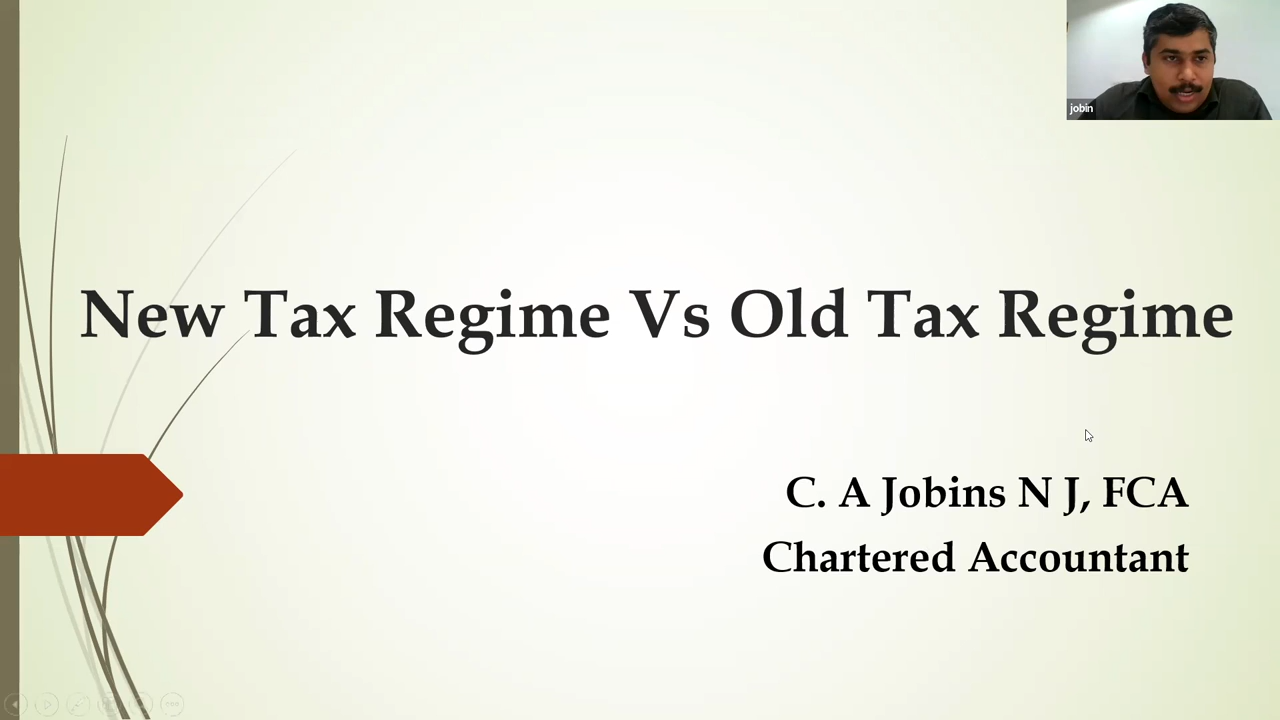 jobin
New Tax Regime Vs Old Tax Regime
C. A Jobins N J, FCA
Chartered Accountant